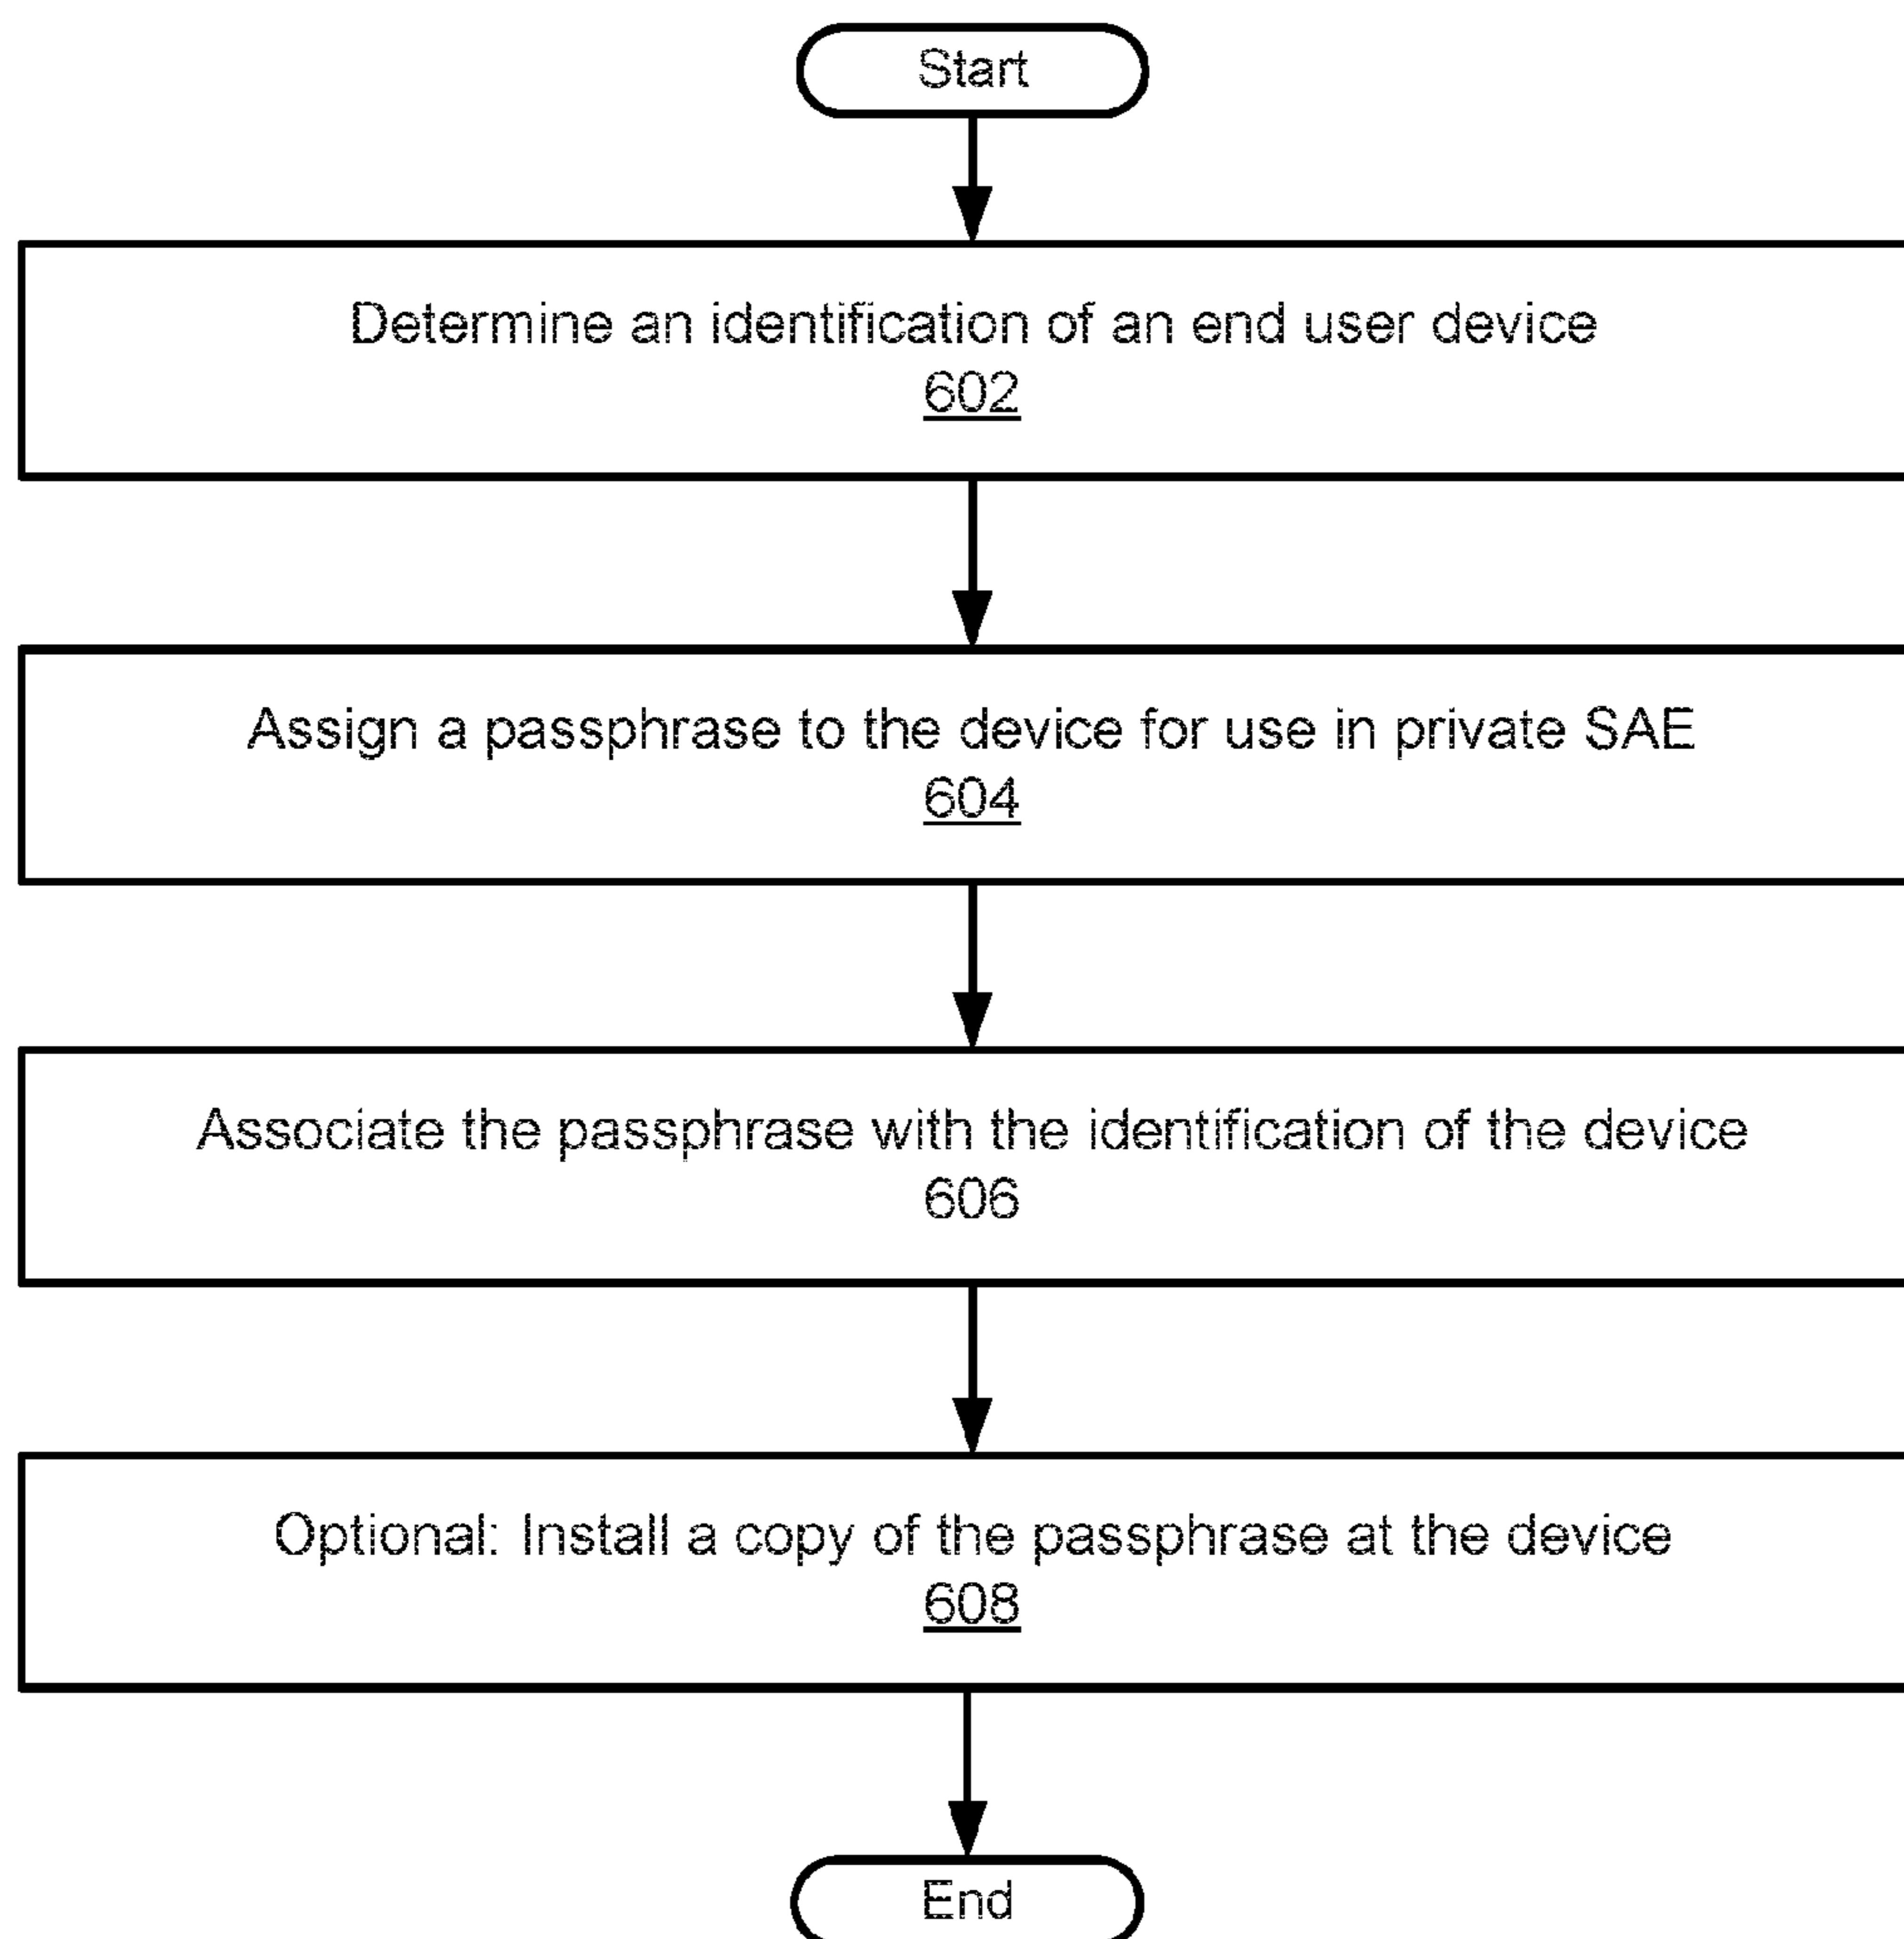 Start
Determine an identification of an end user device
602
Assign a passphrase to the device for use in private SAE
604
Associate the passphrase with the identification of the device
606
Optional: Install a copy of the passphrase at the device
608
End